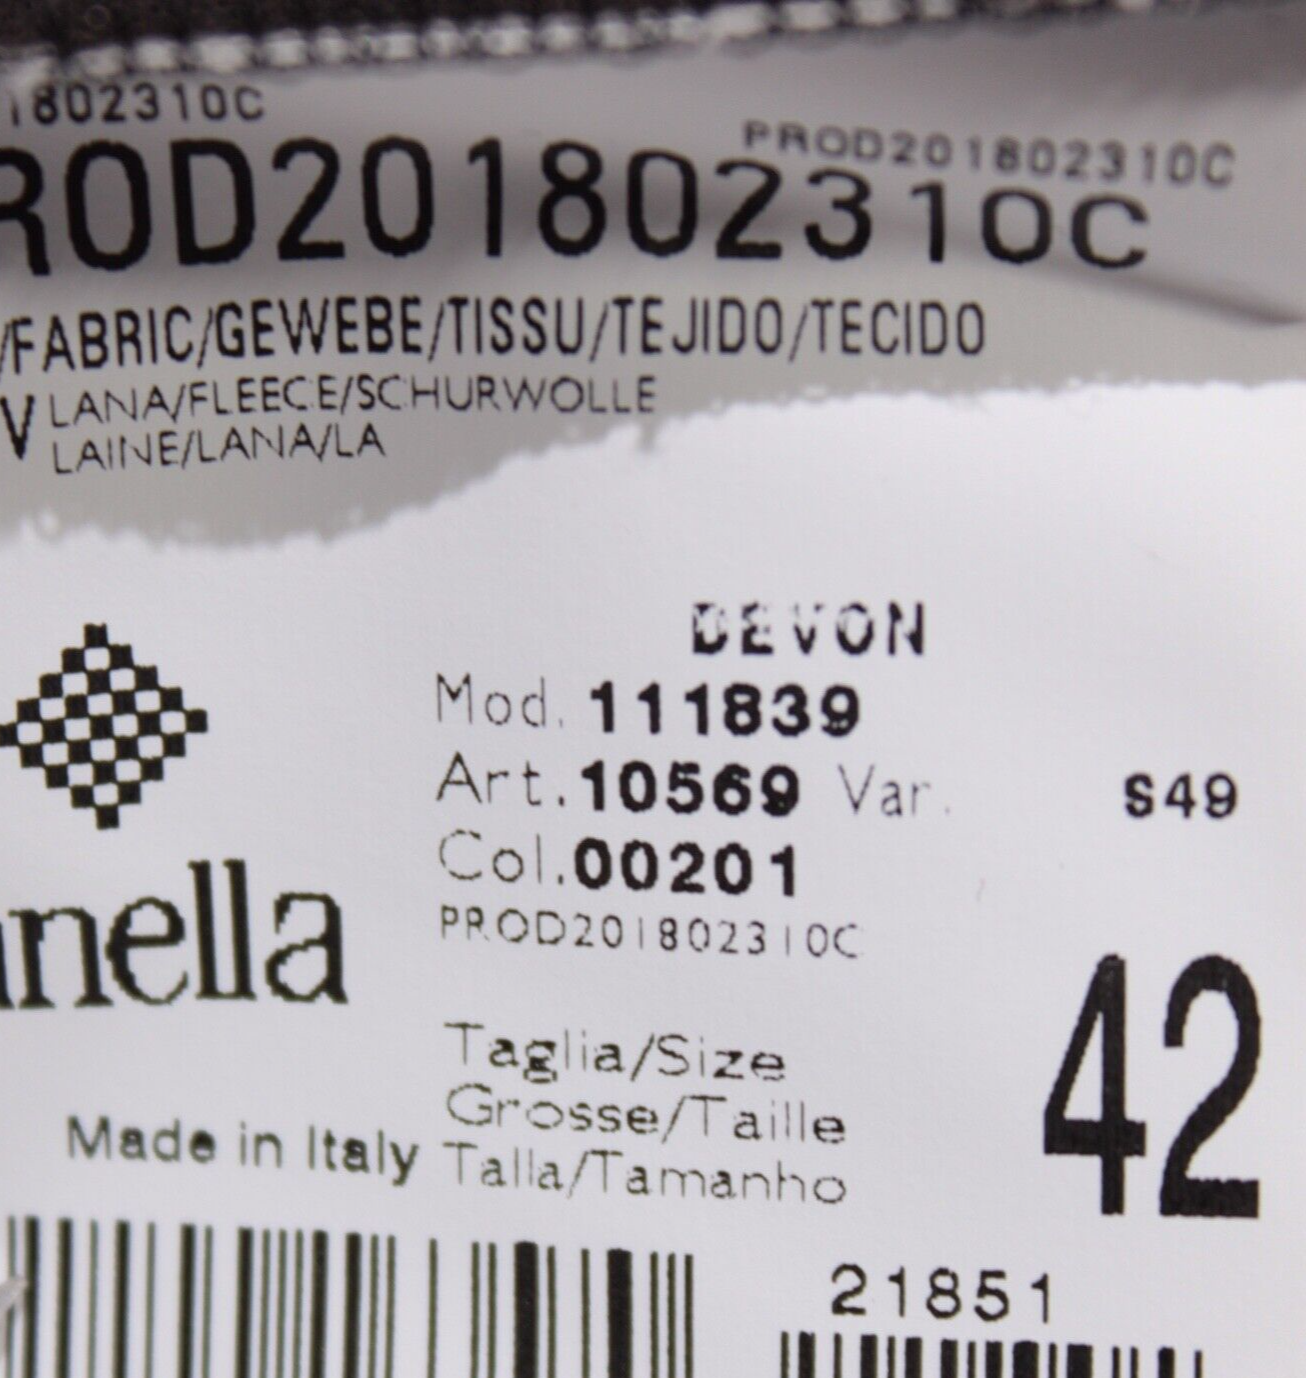 1802310C
PROD201802310C
ROD201802310C
/FABRIC/GEWEBE/TISSU/TEJIDO/TECIDO
V LANA/FLEECE/SCHURWOLLE
LAINE/LANA/LA
DEVON
Mod. 111839
Art. 10569 Var. S49
Col. 00201
PROD201802310C
nella
42
Taglia/Size
Grosse/Taille
Talla/Tamanho
Made in Italy
21851